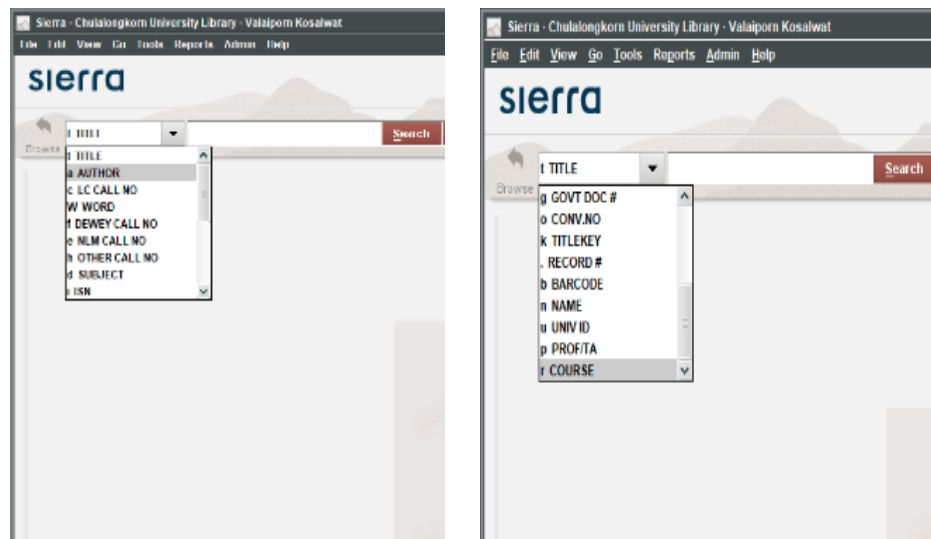 Sierra - Chulalongkorn University Library - Valaiporn Kosalwat
File Edit View Go Tools Reports Admin Help
sierra
t TITLE
Search
Browse
t TITLE
a AUTHOR
c LC CALL NO
W WORD
f DEWEY CALL NO
e NLM CALL NO
h OTHER CALL NO
d SUBJECT
i ISN
Sierra - Chulalongkorn University Library - Valaiporn Kosalwat
File Edit View Go Tools Reports Admin Help
sierra
t TITLE
Search
Browse
g GOVT DOC #
o CONV.NO
k TITLEKEY
. RECORD #
b BARCODE
n NAME
u UNIV ID
p PROF/TA
r COURSE